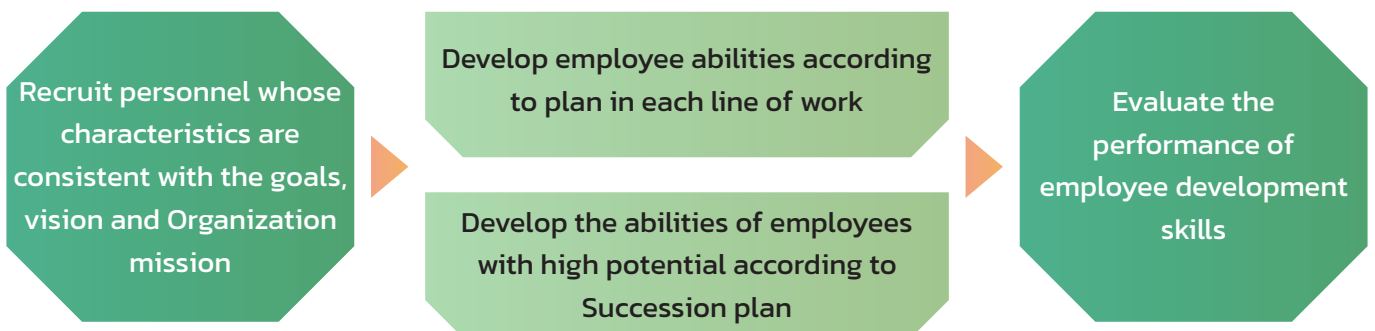 Recruit personnel whose
characteristics are
consistent with the goals,
vision and Organization
mission
Develop employee abilities according
to plan in each line of work
Develop the abilities of employees
with high potential according to
Succession plan
Evaluate the
performance of
employee development
skills